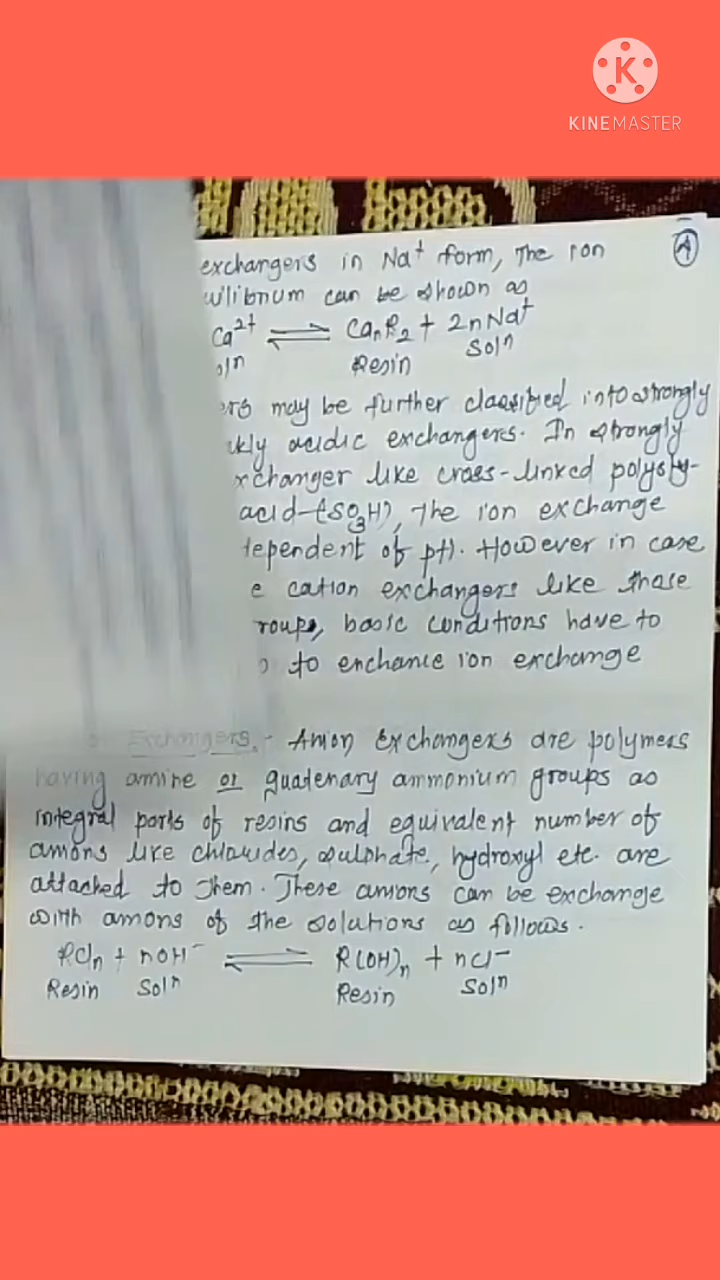 K
KINEMASTER
exchangers in Na⁺ form, The ion
4
can be shown as
Ca²⁺ ⇌ CanR₂ + 2nNa⁺
Resin Solⁿ
may be further classified into strongly
acidic exchangers. In strongly
like cross-linked polysty-
acid-(SO₃H), The ion exchange
of pH. However in case
cation exchangers like those
basic conditions have to
to enchance ion exchange
Exchangers.- Anion Exchangers are polymers
having amine or quatenary ammonium groups as
integral parts of resins and equivalent number of
anions like chlorides, sulphate, hydroxyl etc. are
attached to them. These anions can be exchange
with anions of the solutions as follows.
RCln + nOH⁻ ⇌ R(OH)n + nCl⁻
Resin Solⁿ Resin Solⁿ